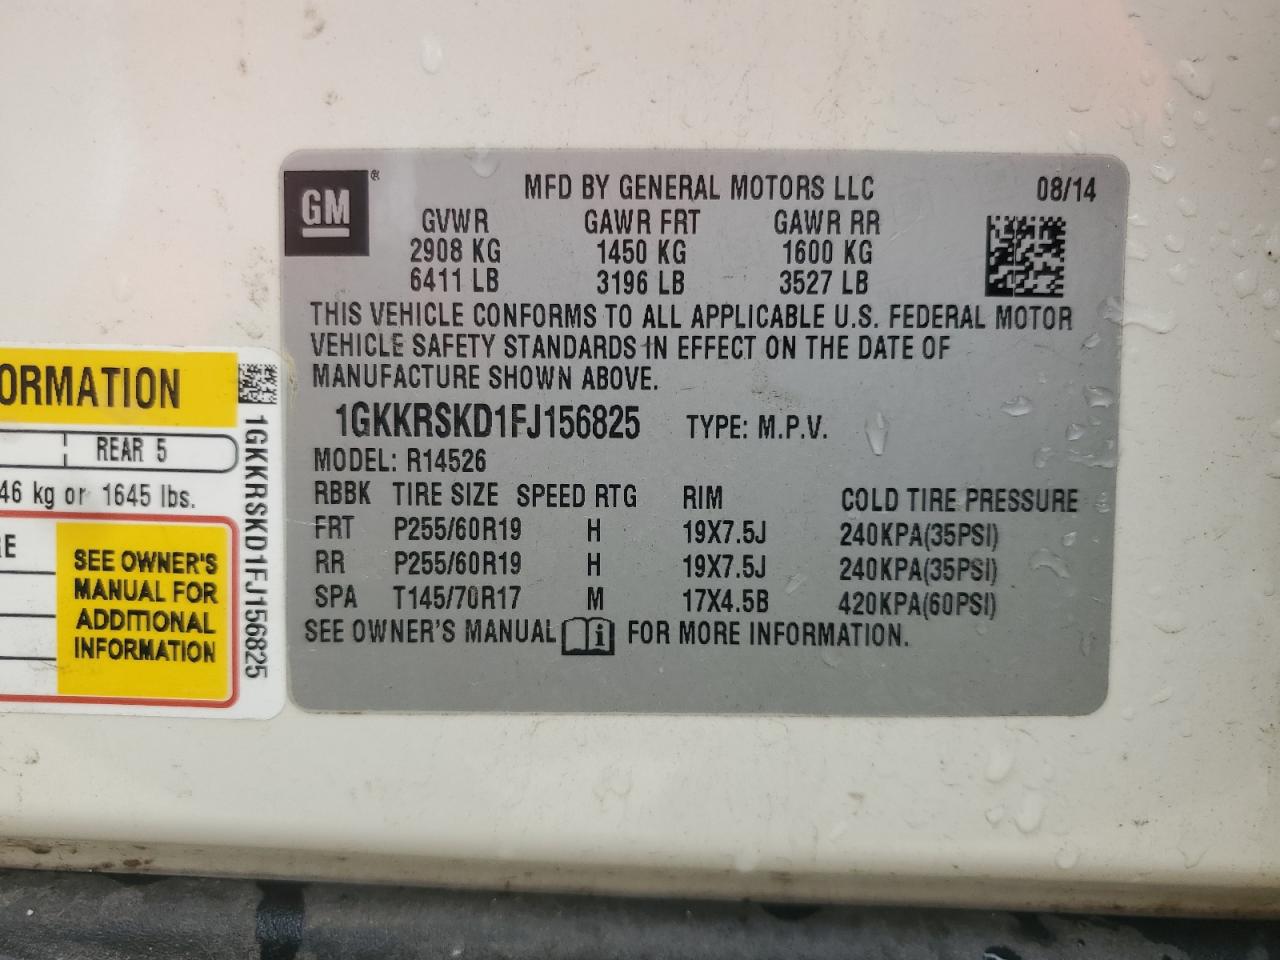 GM ®
MFD BY GENERAL MOTORS LLC 08/14
GVWR GAWR FRT GAWR RR
2908 KG 1450 KG 1600 KG
6411 LB 3196 LB 3527 LB
THIS VEHICLE CONFORMS TO ALL APPLICABLE U.S. FEDERAL MOTOR
VEHICLE SAFETY STANDARDS IN EFFECT ON THE DATE OF
MANUFACTURE SHOWN ABOVE.
1GKKRSKD1FJ156825 TYPE: M.P.V.
MODEL: R14526
RBBK TIRE SIZE SPEED RTG RIM COLD TIRE PRESSURE
FRT P255/60R19 H 19X7.5J 240KPA(35PSI)
RR P255/60R19 H 19X7.5J 240KPA(35PSI)
SPA T145/70R17 M 17X4.5B 420KPA(60PSI)
SEE OWNER'S MANUAL FOR MORE INFORMATION.
ORMATION
REAR 5
46 kg or 1645 lbs.
RE
SEE OWNER'S
MANUAL FOR
ADDITIONAL
INFORMATION
1GKKRSKD1FJ156825